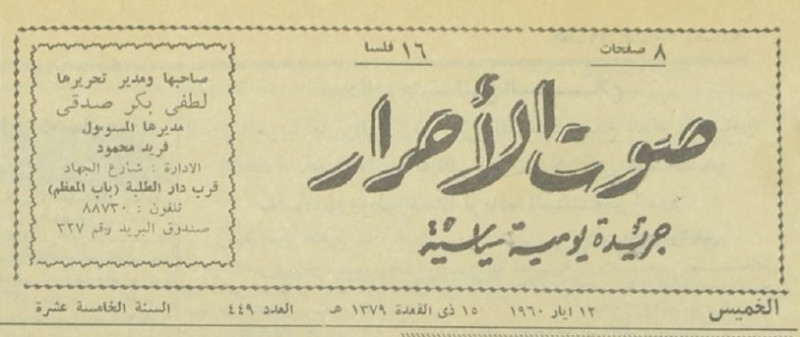 ٨ صفحات
١٦ فلسا
صوت الأحرار
جريدة يومية سياسية
صاحبها ومدير تحريرها
لطفي بكر صدقي
مديرها المسوءول
فريد محمود
الادارة : شارع الجهاد
قرب دار الطلبة (باب المعظم)
تلفون : ٨٨٧٣٠
صندوق البريد رقم ٣٢٧
الخميس ١٢ ايار ١٩٦٠ ١٥ ذى القعدة ١٣٧٩ هـ العدد ٤٤٩ السنة الخامسة عشرة